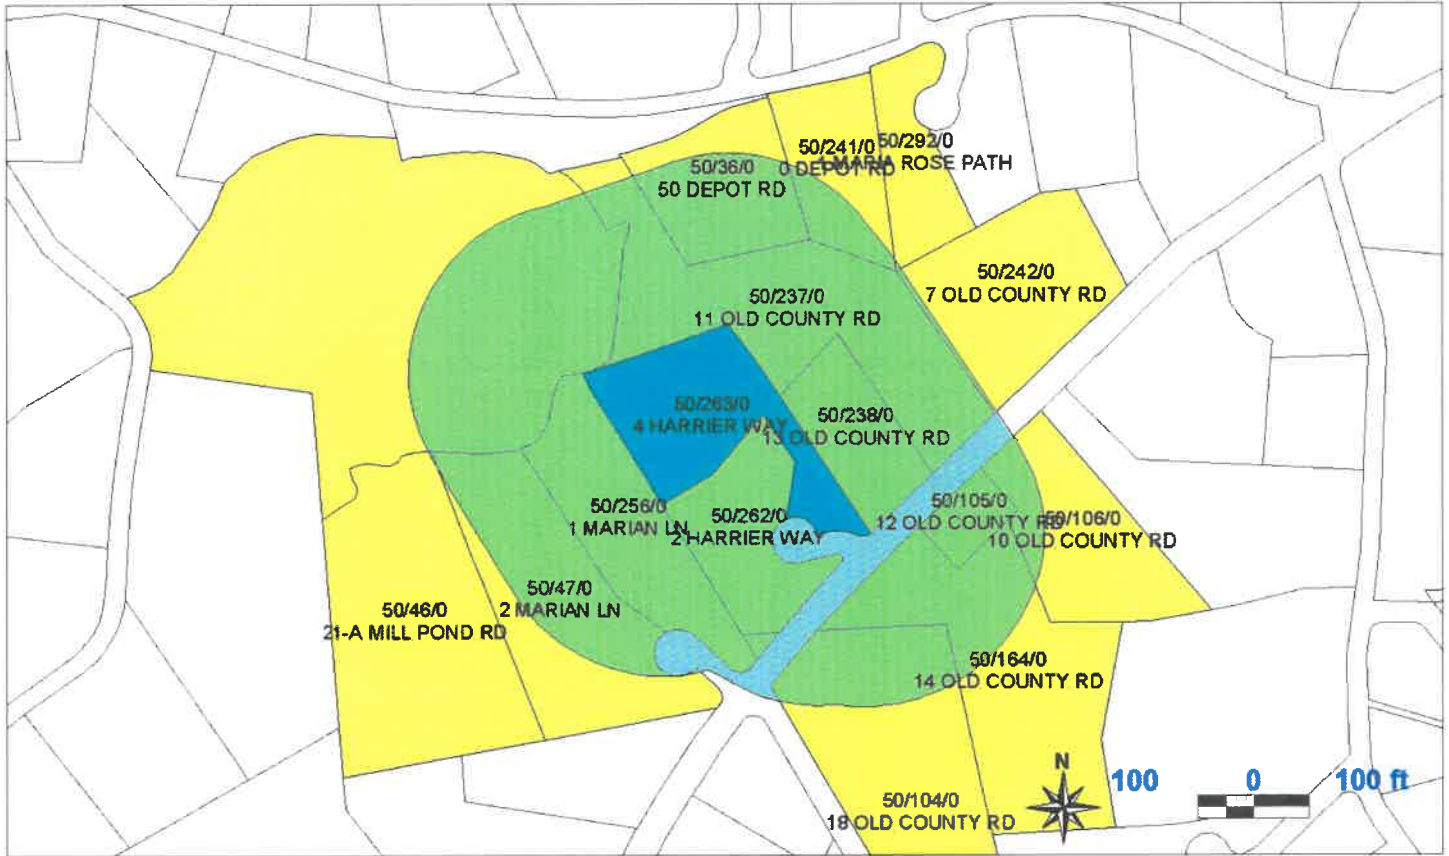 50/241/0
0 DEPOT RD
50/292/0
MARIA ROSE PATH
50/36/0
50 DEPOT RD
50/242/0
7 OLD COUNTY RD
50/237/0
11 OLD COUNTY RD
50/263/0
4 HARRIER WAY
50/238/0
13 OLD COUNTY RD
50/256/0
1 MARIAN LN
50/262/0
2 HARRIER WAY
50/105/0
12 OLD COUNTY RD
50/106/0
10 OLD COUNTY RD
50/47/0
2 MARIAN LN
50/46/0
21-A MILL POND RD
50/164/0
14 OLD COUNTY RD
50/104/0
18 OLD COUNTY RD
N
100 0 100 ft